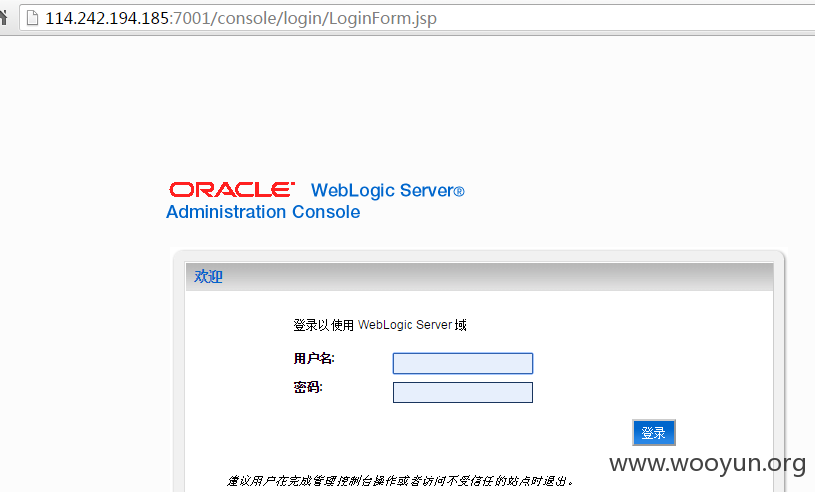 114.242.194.185:7001/console/login/LoginForm.jsp
ORACLE WebLogic Server®
Administration Console
欢迎
登录以使用 WebLogic Server 域
用户名:
密码:
登录
www.wooyun.org
建议用户在完成管理控制台操作或者访问不受信任的站点时退出。